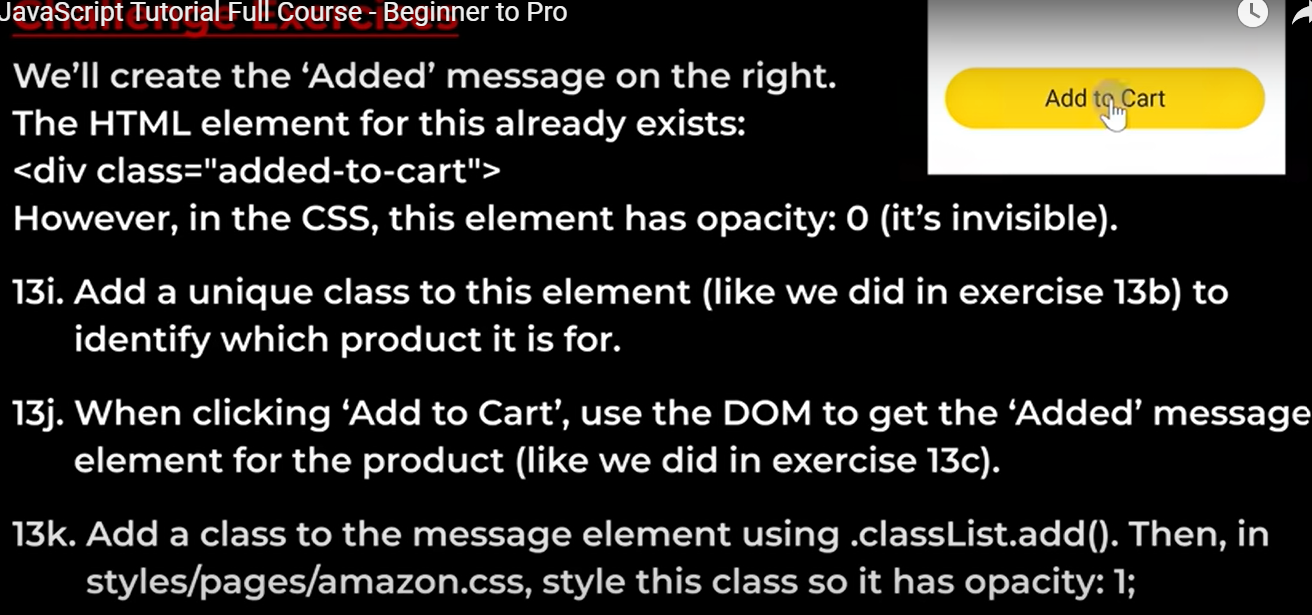 JavaScript Tutorial Full Course - Beginner to Pro
Challenge Exercises
We’ll create the ‘Added’ message on the right.
Add to Cart
The HTML element for this already exists:
<div class="added-to-cart">
However, in the CSS, this element has opacity: 0 (it’s invisible).
13i. Add a unique class to this element (like we did in exercise 13b) to
identify which product it is for.
13j. When clicking ‘Add to Cart’, use the DOM to get the ‘Added’ message
element for the product (like we did in exercise 13c).
13k. Add a class to the message element using .classList.add(). Then, in
styles/pages/amazon.css, style this class so it has opacity: 1;